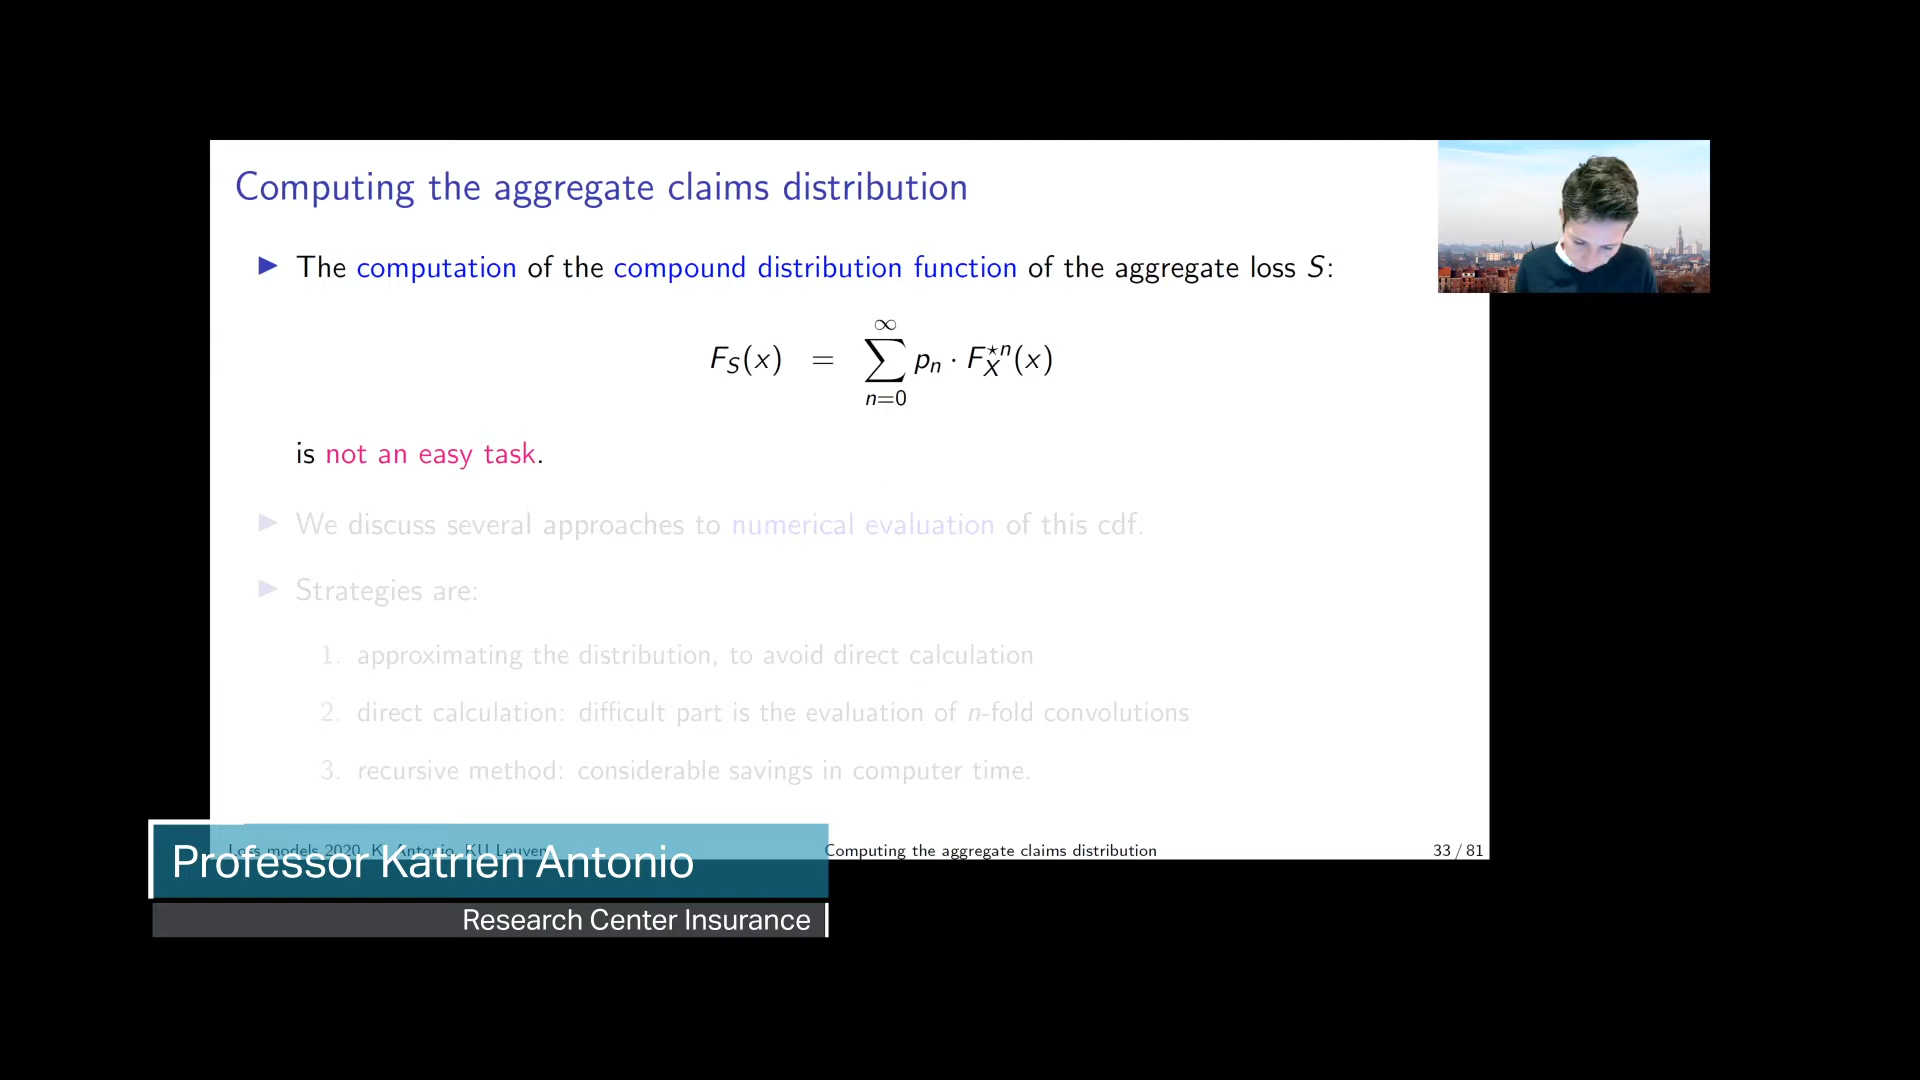 Computing the aggregate claims distribution
▶ The computation of the compound distribution function of the aggregate loss S:
∞
F_S(x) = ∑ p_n · F_X^{⋆n}(x)
n=0
is not an easy task.
▶ We discuss several approaches to numerical evaluation of this cdf.
▶ Strategies are:
1. approximating the distribution, to avoid direct calculation
2. direct calculation: difficult part is the evaluation of n-fold convolutions
3. recursive method: considerable savings in computer time.
Loss models 2020, K. Antonio, KU Leuven Computing the aggregate claims distribution 33 / 81
Professor Katrien Antonio
Research Center Insurance